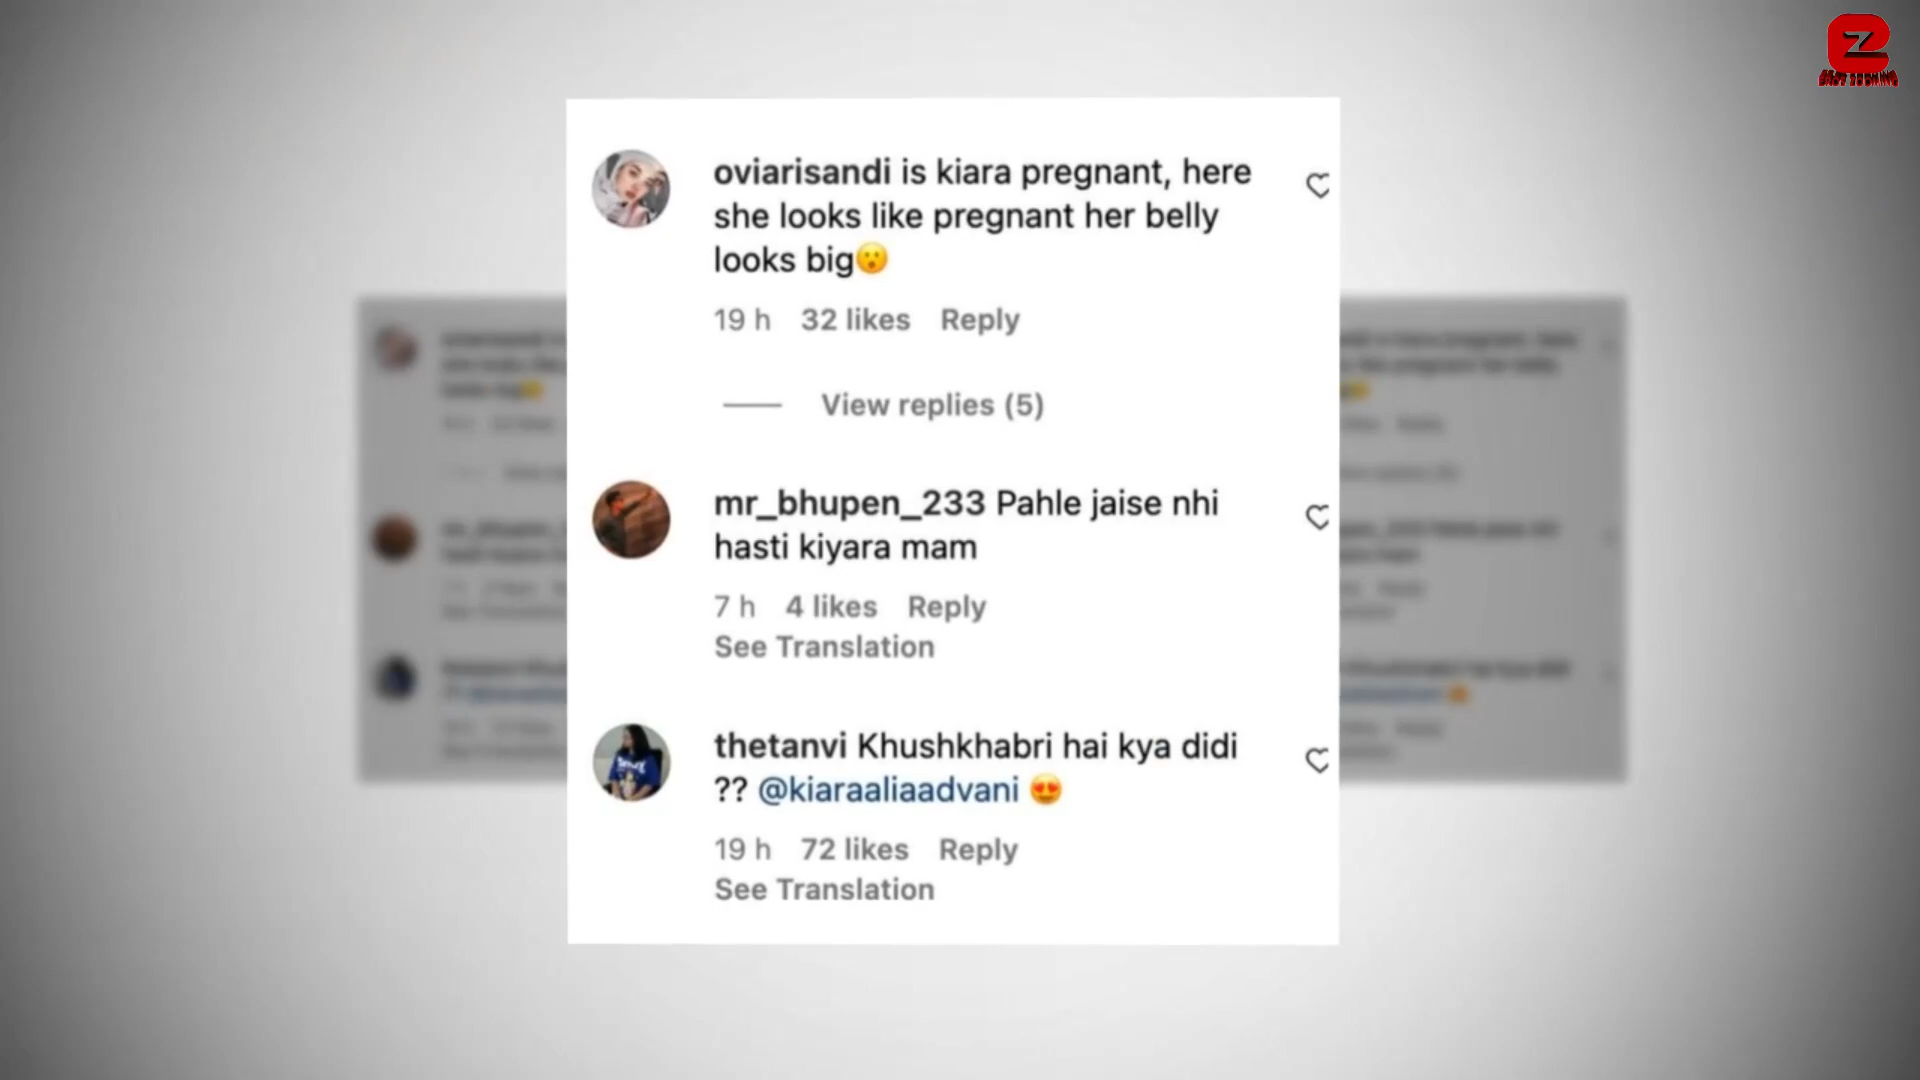 oviarisandi is kiara pregnant, here
she looks like pregnant her belly
looks big😮
19 h 32 likes Reply
View replies (5)
mr_bhupen_233 Pahle jaise nhi
hasti kiyara mam
7 h 4 likes Reply
See Translation
thetanvi Khushkhabri hai kya didi
?? @kiaraaliaadvani 😍
19 h 72 likes Reply
See Translation